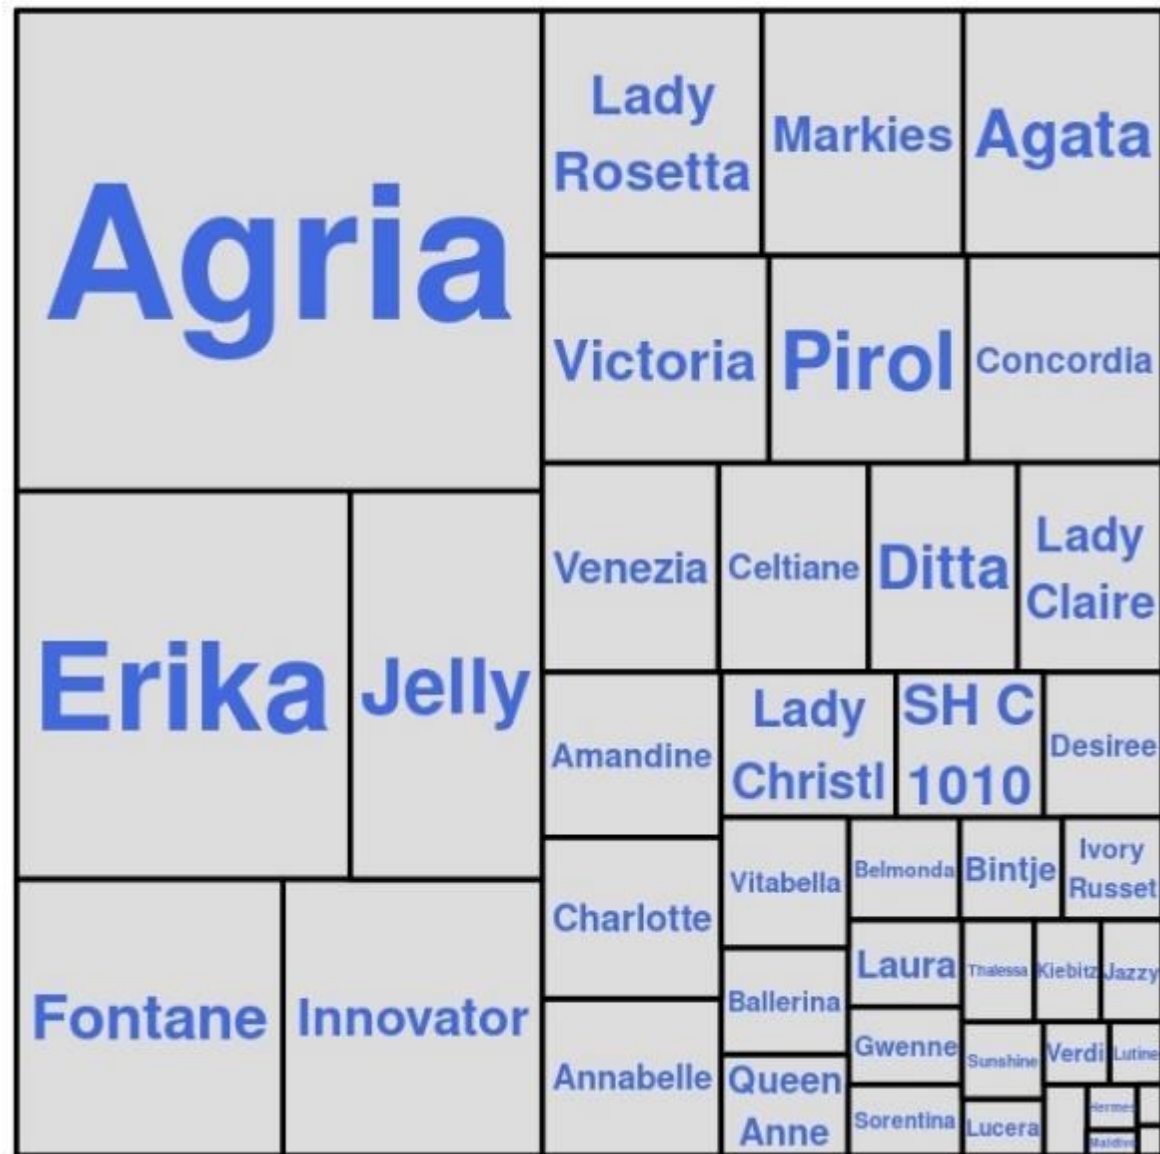 Agria
Lady
Rosetta
Markies
Agata
Victoria
Pirol
Concordia
Erika
Jelly
Venezia
Celtiane
Ditta
Lady
Claire
Amandine
Lady
Christl
SH C
1010
Desiree
Fontane
Innovator
Charlotte
Annabelle
Vitabella
Belmonda
Bintje
Ivory
Russet
Ballerina
Laura
Thalessa
Kiebitz
Jazzy
Queen
Anne
Gwenne
Sorentina
Sunshine
Verdi
Lutine
Lucera
Hermes
Maldive